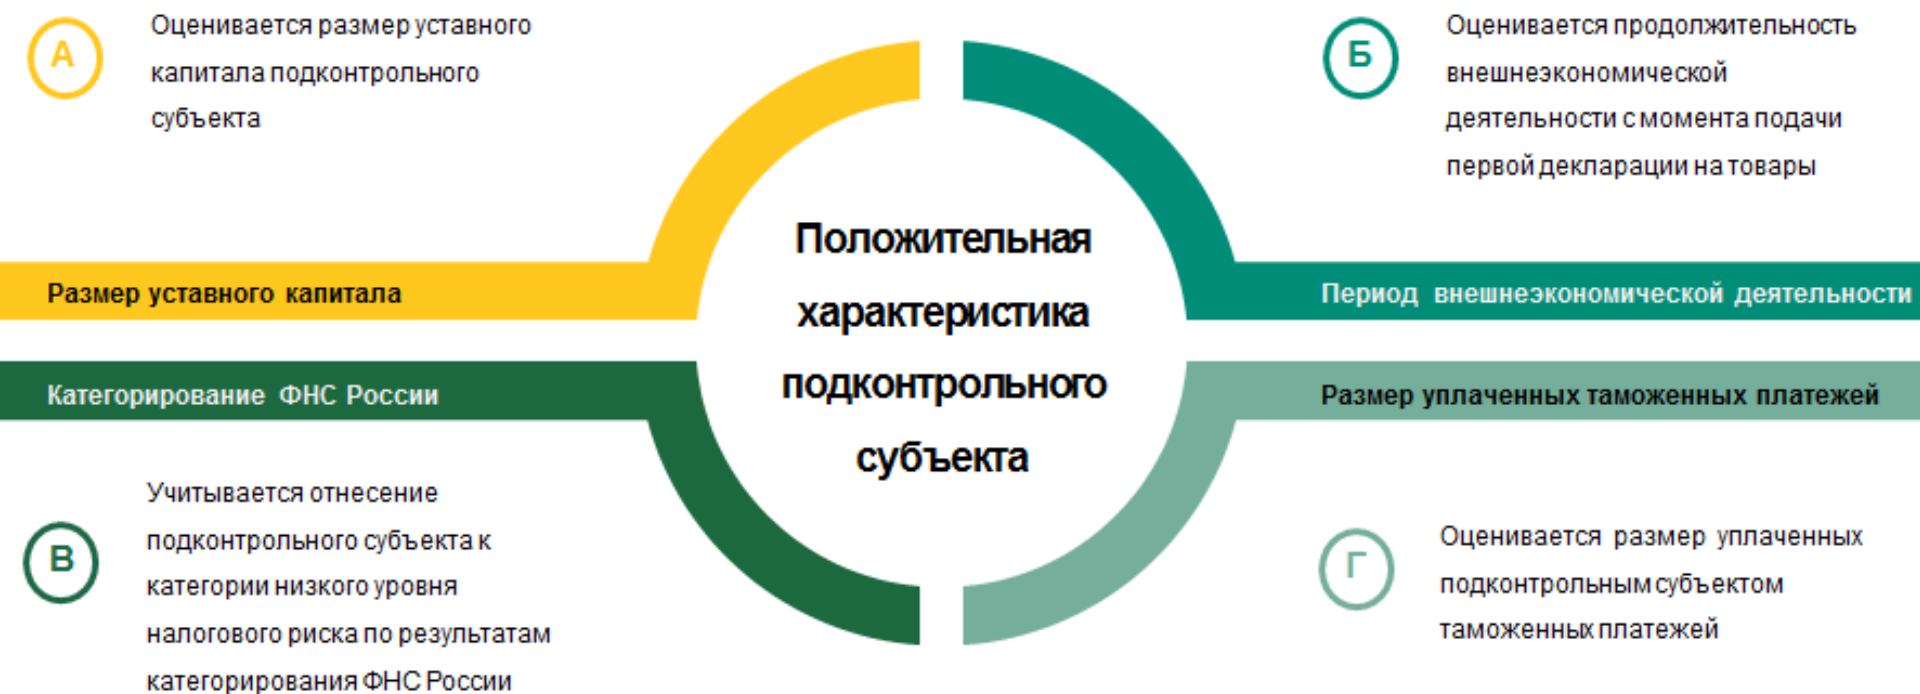 А
Оценивается размер уставного
капитала подконтрольного
субъекта
Размер уставного капитала
Б
Оценивается продолжительность
внешнеэкономической
деятельности с момента подачи
первой декларации на товары
Период внешнеэкономической деятельности
Положительная
характеристика
подконтрольного
субъекта
Категорирование ФНС России
В
Учитывается отнесение
подконтрольного субъекта к
категории низкого уровня
налогового риска по результатам
категорирования ФНС России
Размер уплаченных таможенных платежей
Г
Оценивается размер уплаченных
подконтрольным субъектом
таможенных платежей